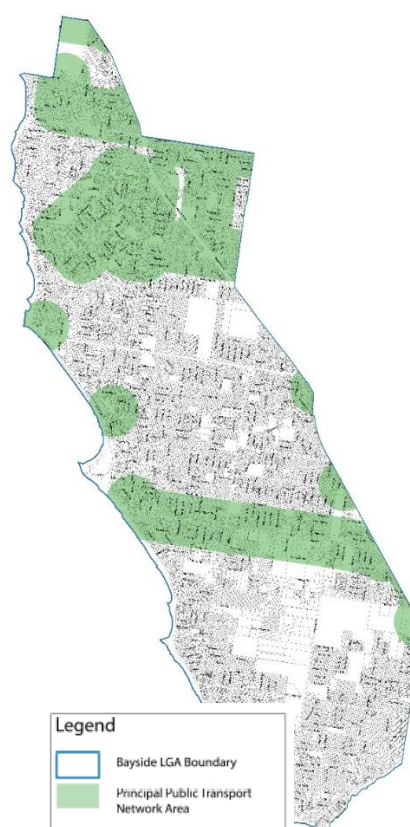 Legend
Bayside LGA Boundary
Principal Public Transport
Network Area